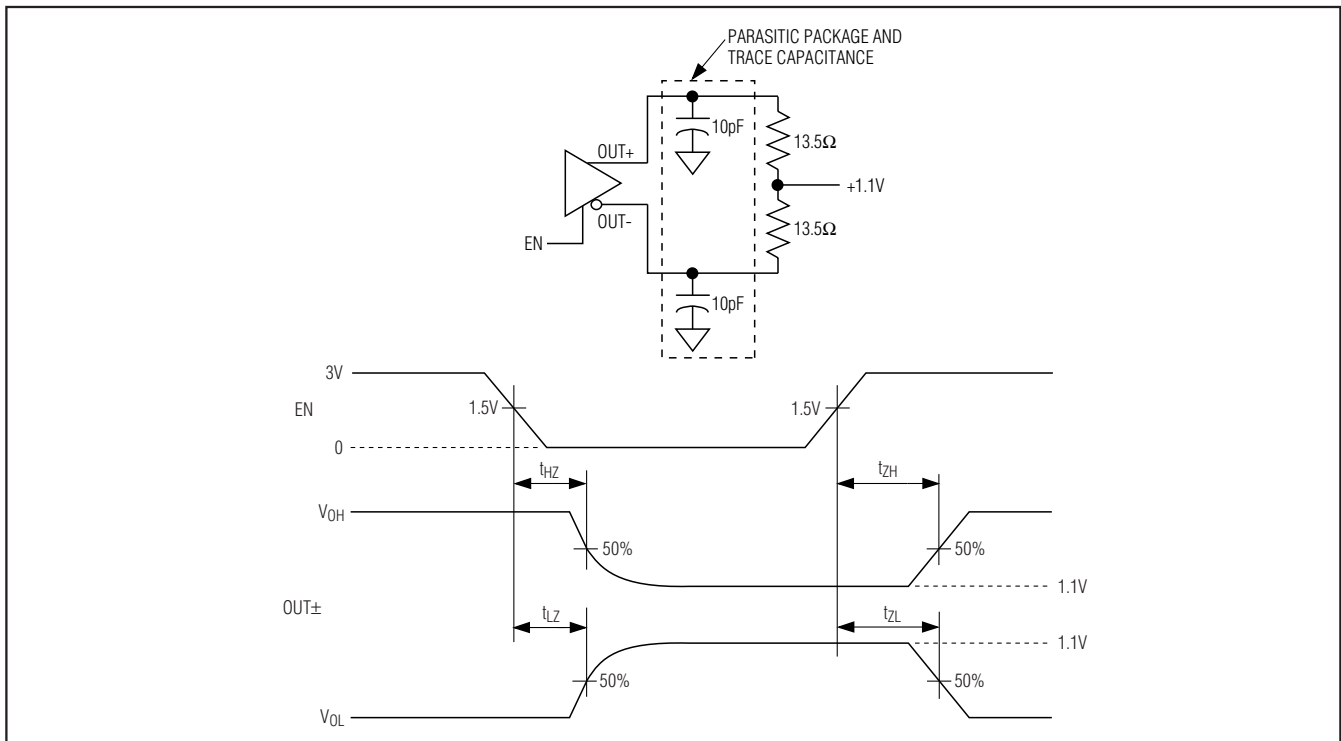 PARASITIC PACKAGE AND
TRACE CAPACITANCE
10pF
13.5Ω
OUT+
+1.1V
OUT-
13.5Ω
EN
10pF
3V
EN
1.5V
1.5V
0
tHZ
tZH
VOH
50%
50%
1.1V
OUT±
tLZ
tZL
1.1V
50%
50%
VOL